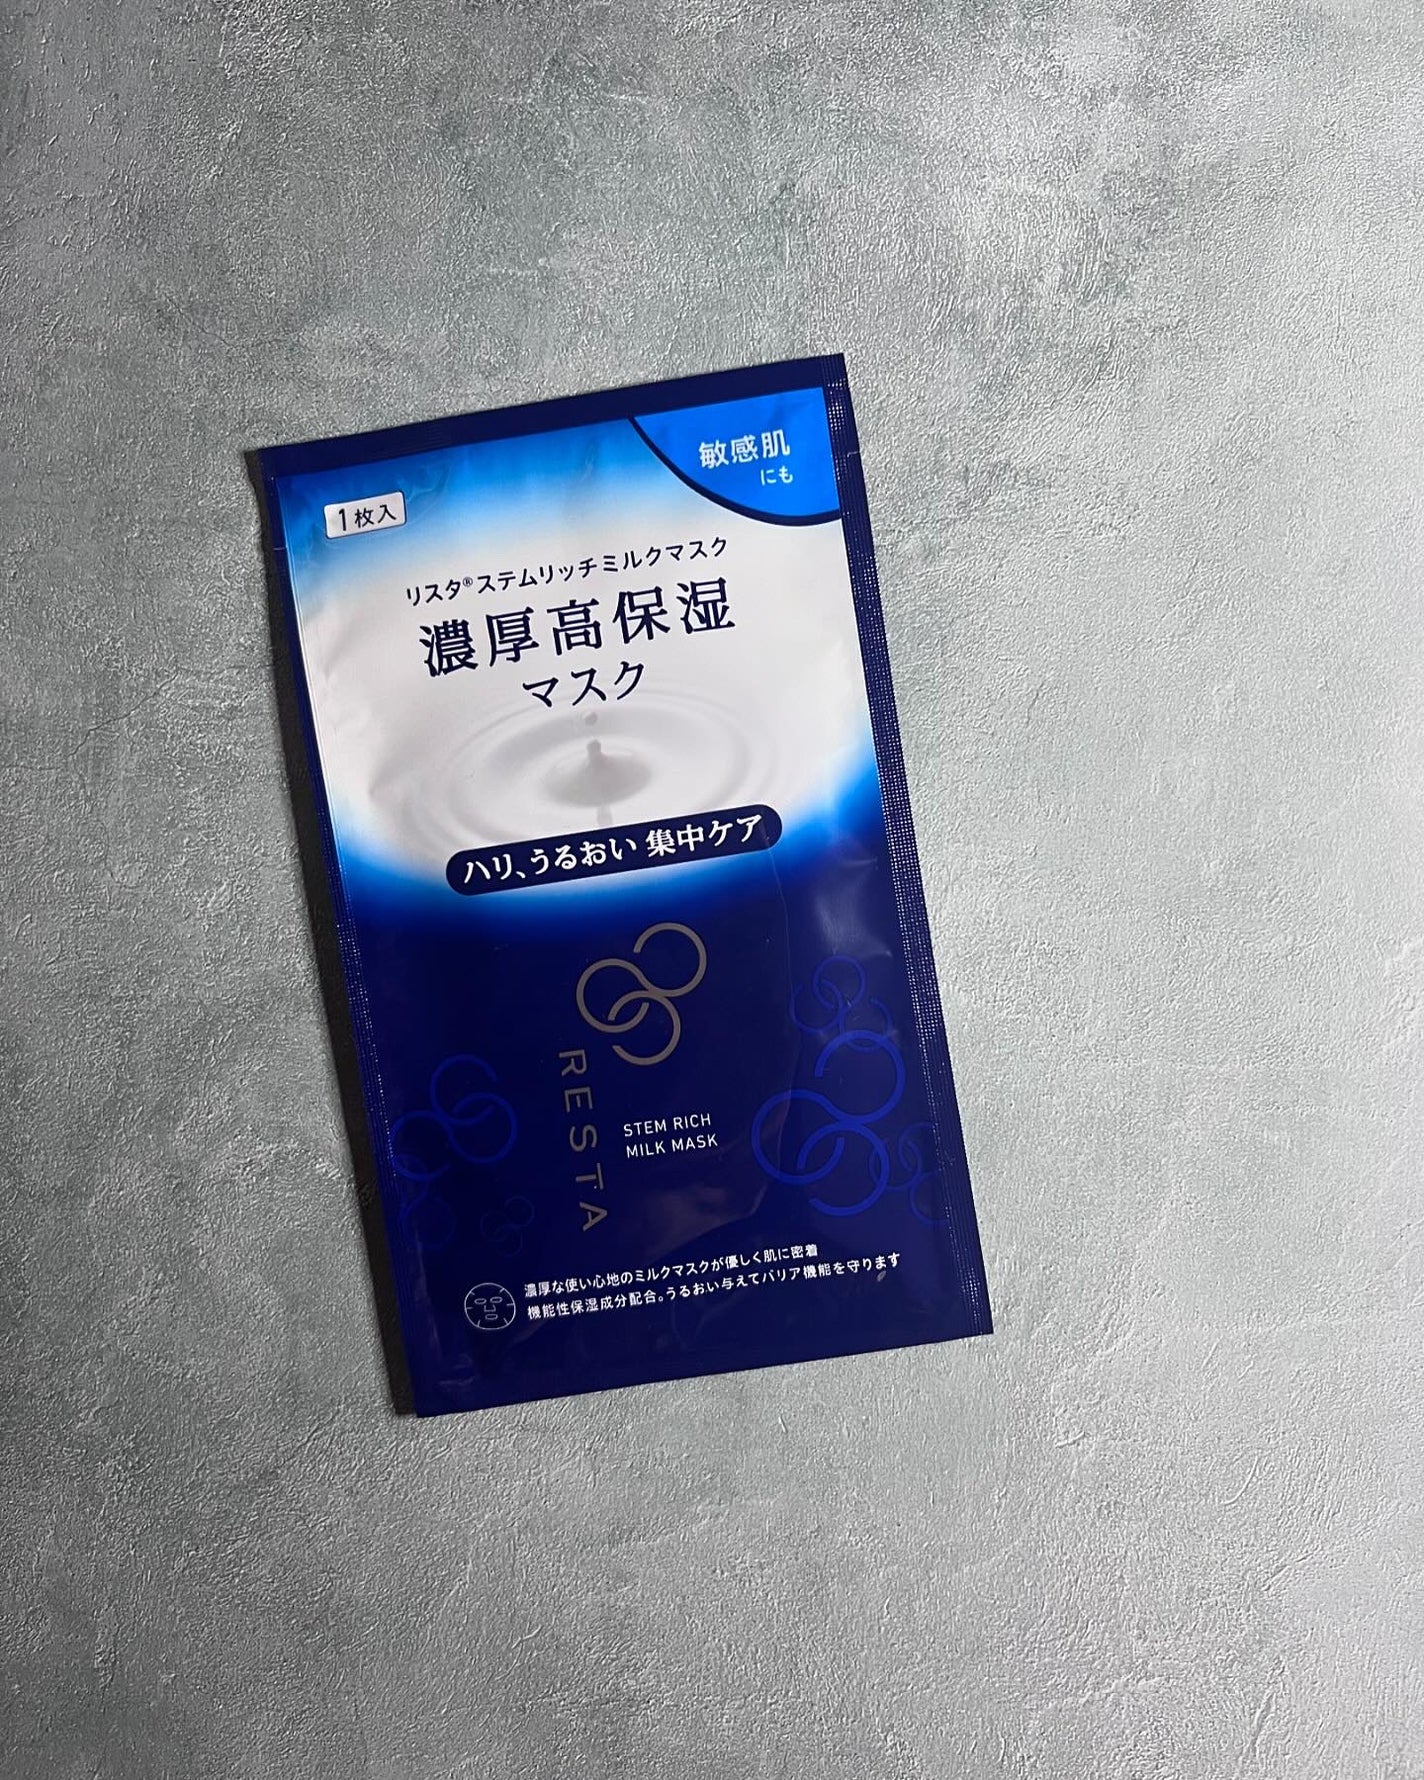 敏感肌
にも
1枚入
リスタ®ステムリッチミルクマスク
濃厚高保湿
マスク
ハリ、うるおい 集中ケア
RESTA
STEM RICH
MILK MASK
濃厚な使い心地のミルクマスクが優しく肌に密着
機能性保湿成分配合。うるおい与えてバリア機能を守ります